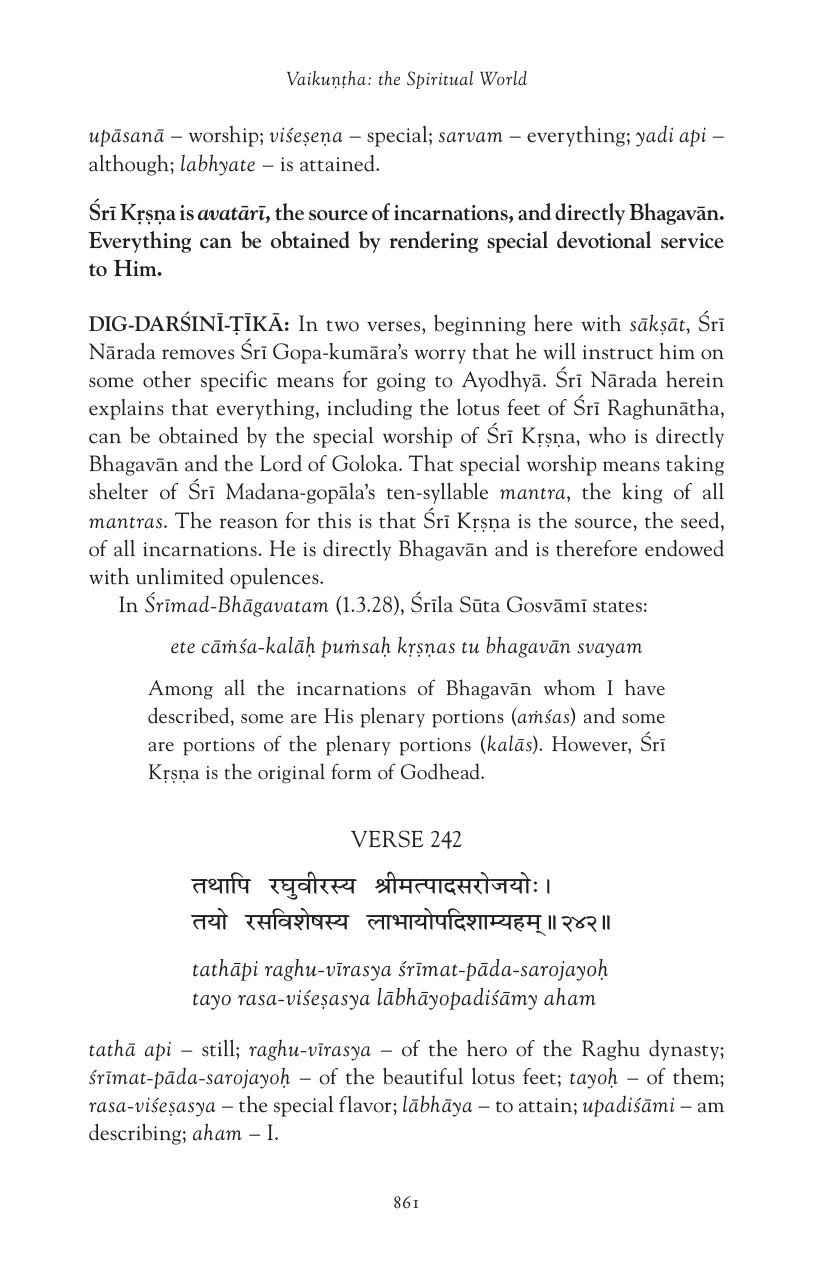 Vaikuṇṭha: the Spiritual World
upāsanā – worship; viśeṣeṇa – special; sarvam – everything; yadi api –
although; labhyate – is attained.
Śrī Kṛṣṇa is avatārī, the source of incarnations, and directly Bhagavān.
Everything can be obtained by rendering special devotional service
to Him.
DIG-DARŚINĪ-ṬĪKĀ: In two verses, beginning here with sākṣāt, Śrī
Nārada removes Śrī Gopa-kumāra’s worry that he will instruct him on
some other specific means for going to Ayodhyā. Śrī Nārada herein
explains that everything, including the lotus feet of Śrī Raghunātha,
can be obtained by the special worship of Śrī Kṛṣṇa, who is directly
Bhagavān and the Lord of Goloka. That special worship means taking
shelter of Śrī Madana-gopāla’s ten-syllable mantra, the king of all
mantras. The reason for this is that Śrī Kṛṣṇa is the source, the seed,
of all incarnations. He is directly Bhagavān and is therefore endowed
with unlimited opulences.
In Śrīmad-Bhāgavatam (1.3.28), Śrīla Sūta Gosvāmī states:
ete cāṁśa-kalāḥ puṁsaḥ kṛṣṇas tu bhagavān svayam
Among all the incarnations of Bhagavān whom I have
described, some are His plenary portions (aṁśas) and some
are portions of the plenary portions (kalās). However, Śrī
Kṛṣṇa is the original form of Godhead.
VERSE 242
तथापि रघुवीरस्य श्रीमत्पादसरोजयोः।
तयो रसविशेषस्य लाभायोपदिशाम्यहम्॥२४२॥
tathāpi raghu-vīrasya śrīmat-pāda-sarojayoḥ
tayo rasa-viśeṣasya lābhāyopadiśāmy aham
tathā api – still; raghu-vīrasya – of the hero of the Raghu dynasty;
śrīmat-pāda-sarojayoḥ – of the beautiful lotus feet; tayoḥ – of them;
rasa-viśeṣasya – the special flavor; lābhāya – to attain; upadiśāmi – am
describing; aham – I.
861